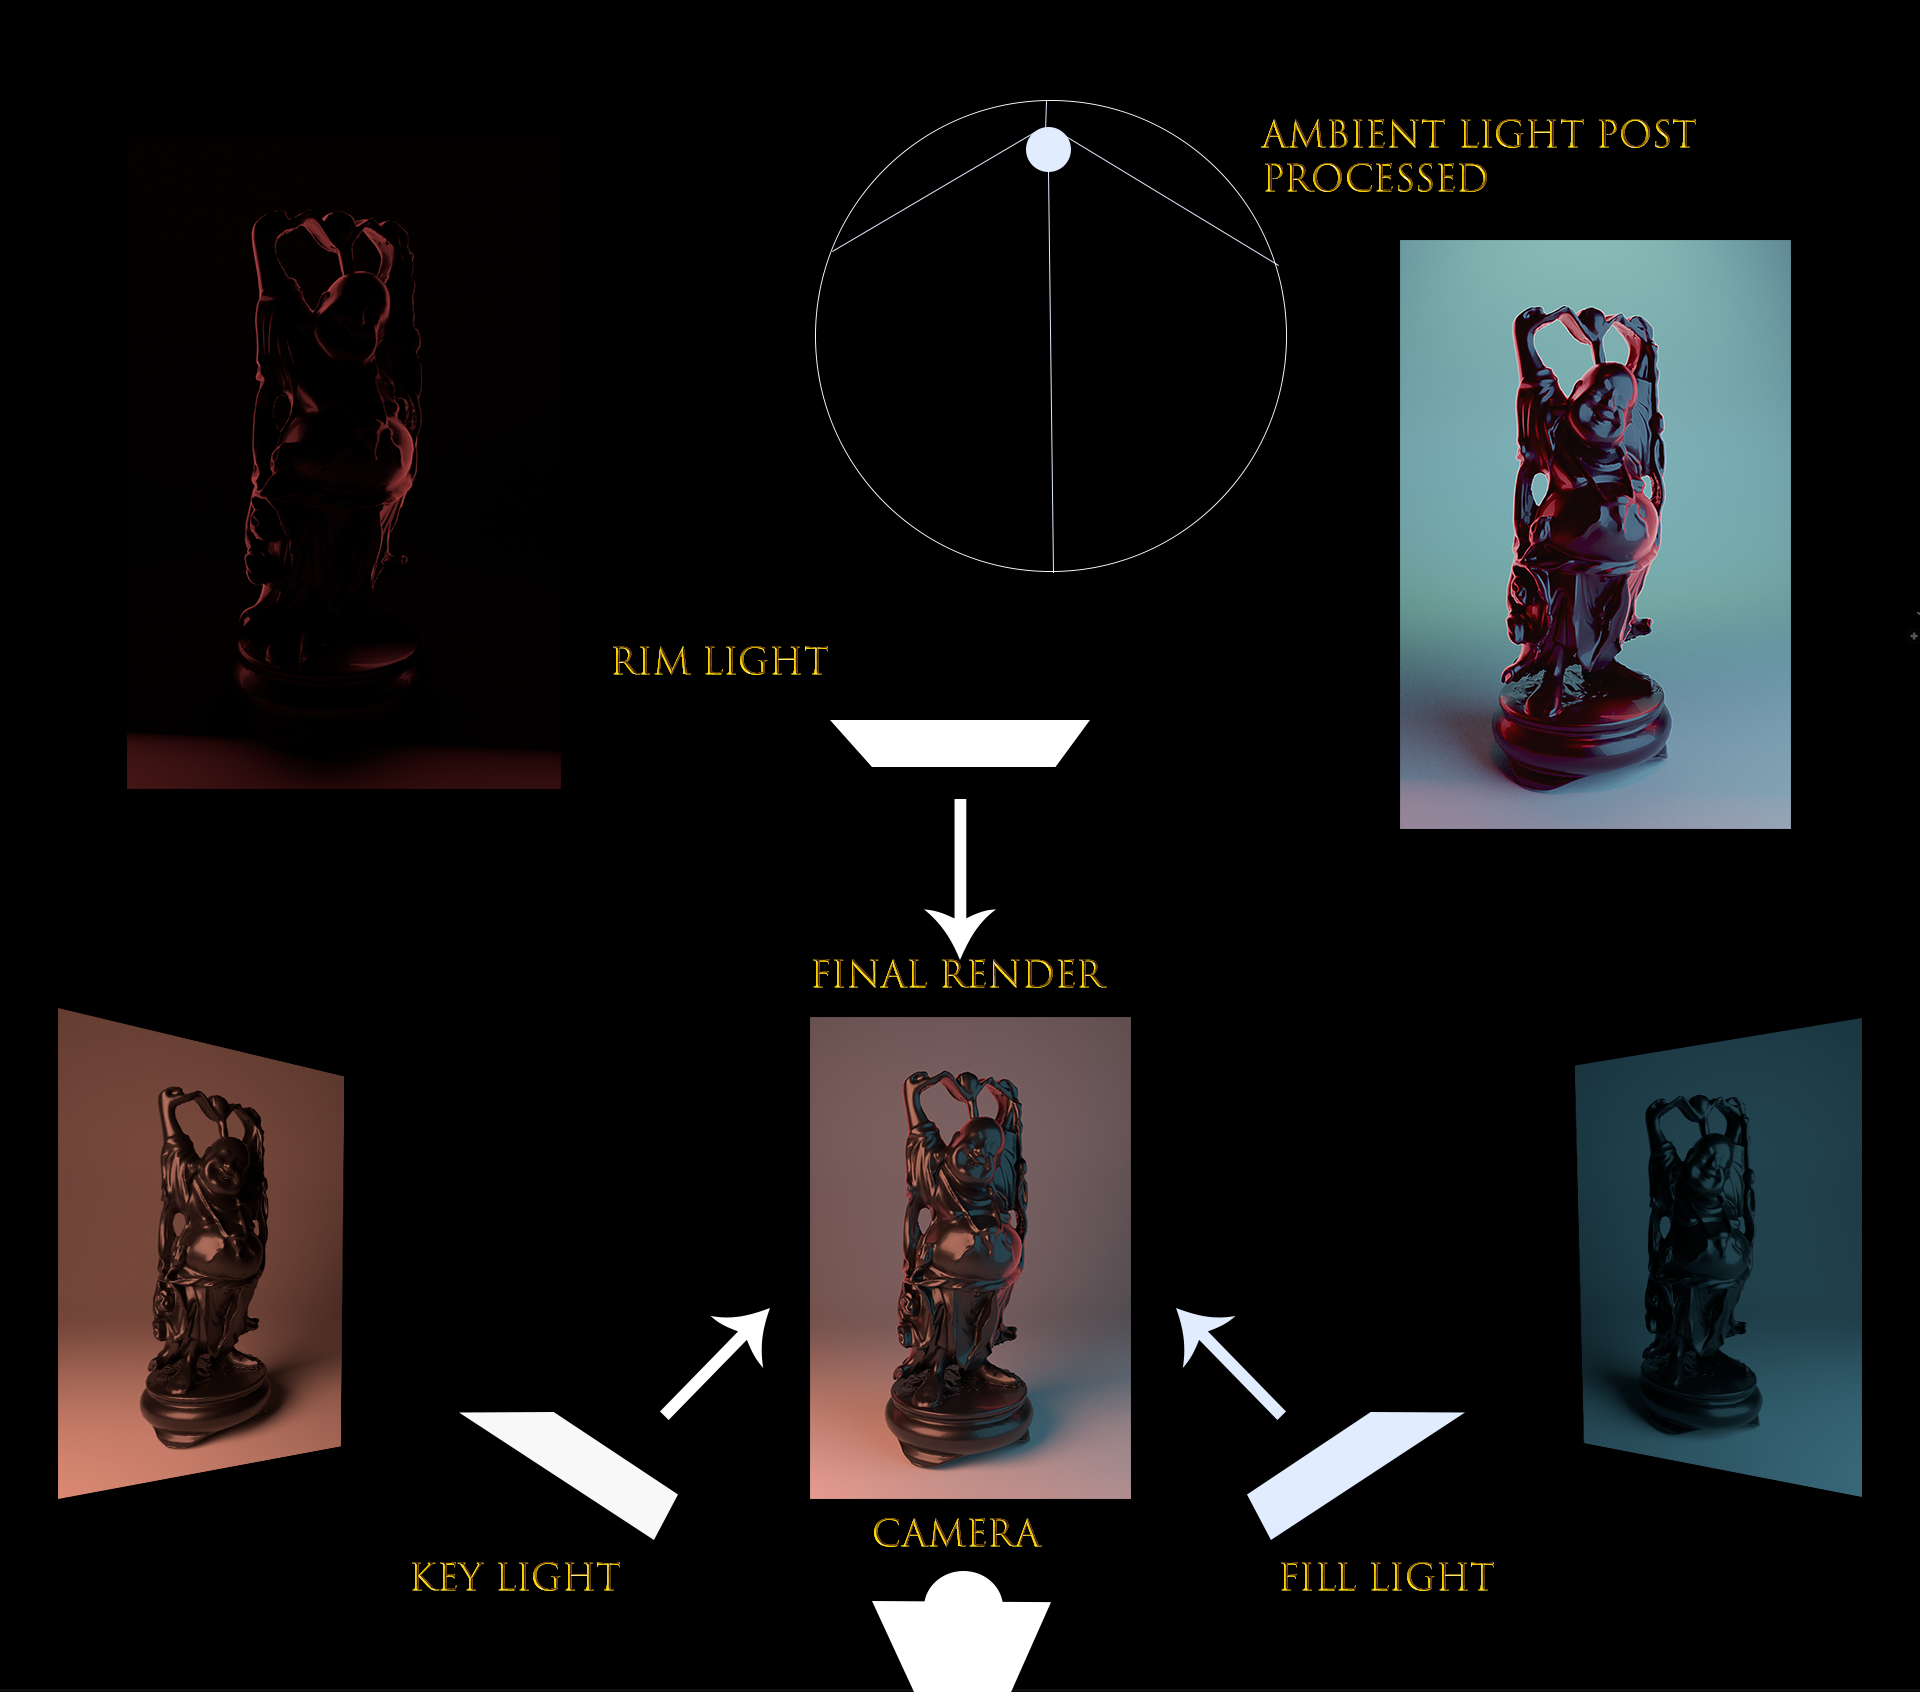 AMBIENT LIGHT POST
PROCESSED
RIM LIGHT
FINAL RENDER
CAMERA
KEY LIGHT
FILL LIGHT